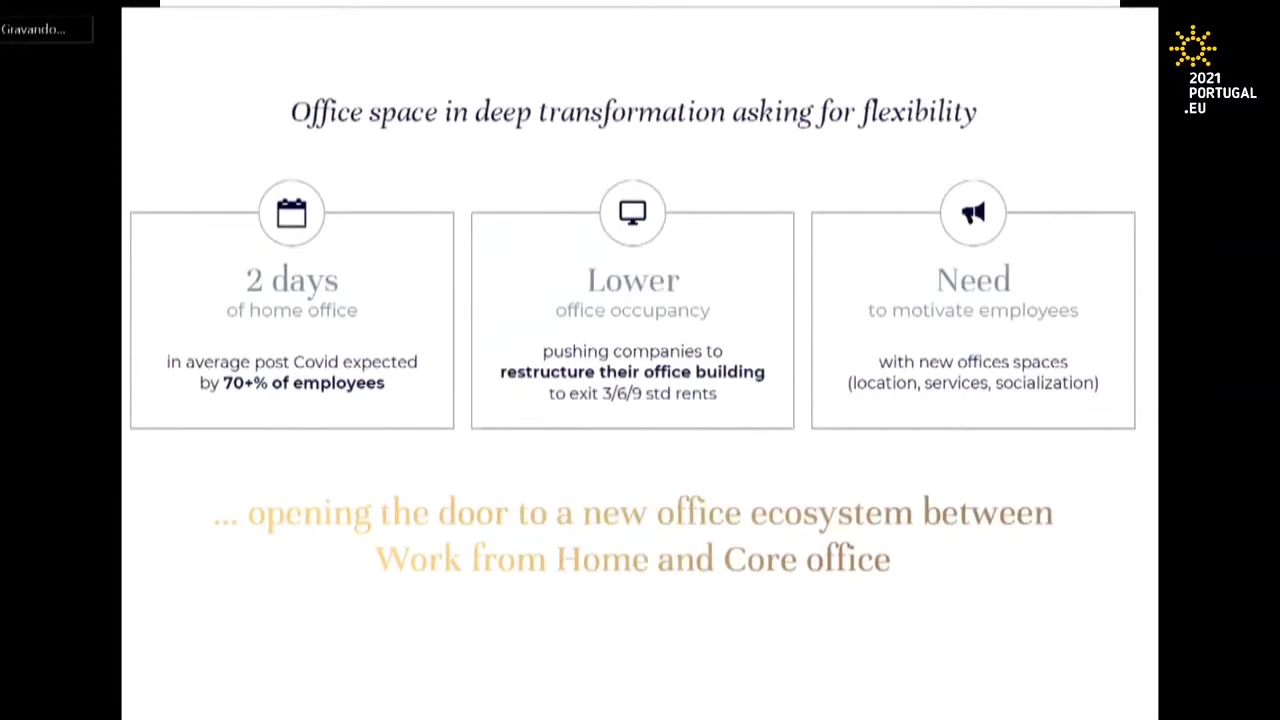 Gravando...
2021
PORTUGAL
.EU
Office space in deep transformation asking for flexibility
2 days
of home office
in average post Covid expected
by 70+% of employees
Lower
office occupancy
pushing companies to
restructure their office building
to exit 3/6/9 std rents
Need
to motivate employees
with new offices spaces
(location, services, socialization)
... opening the door to a new office ecosystem between
Work from Home and Core office